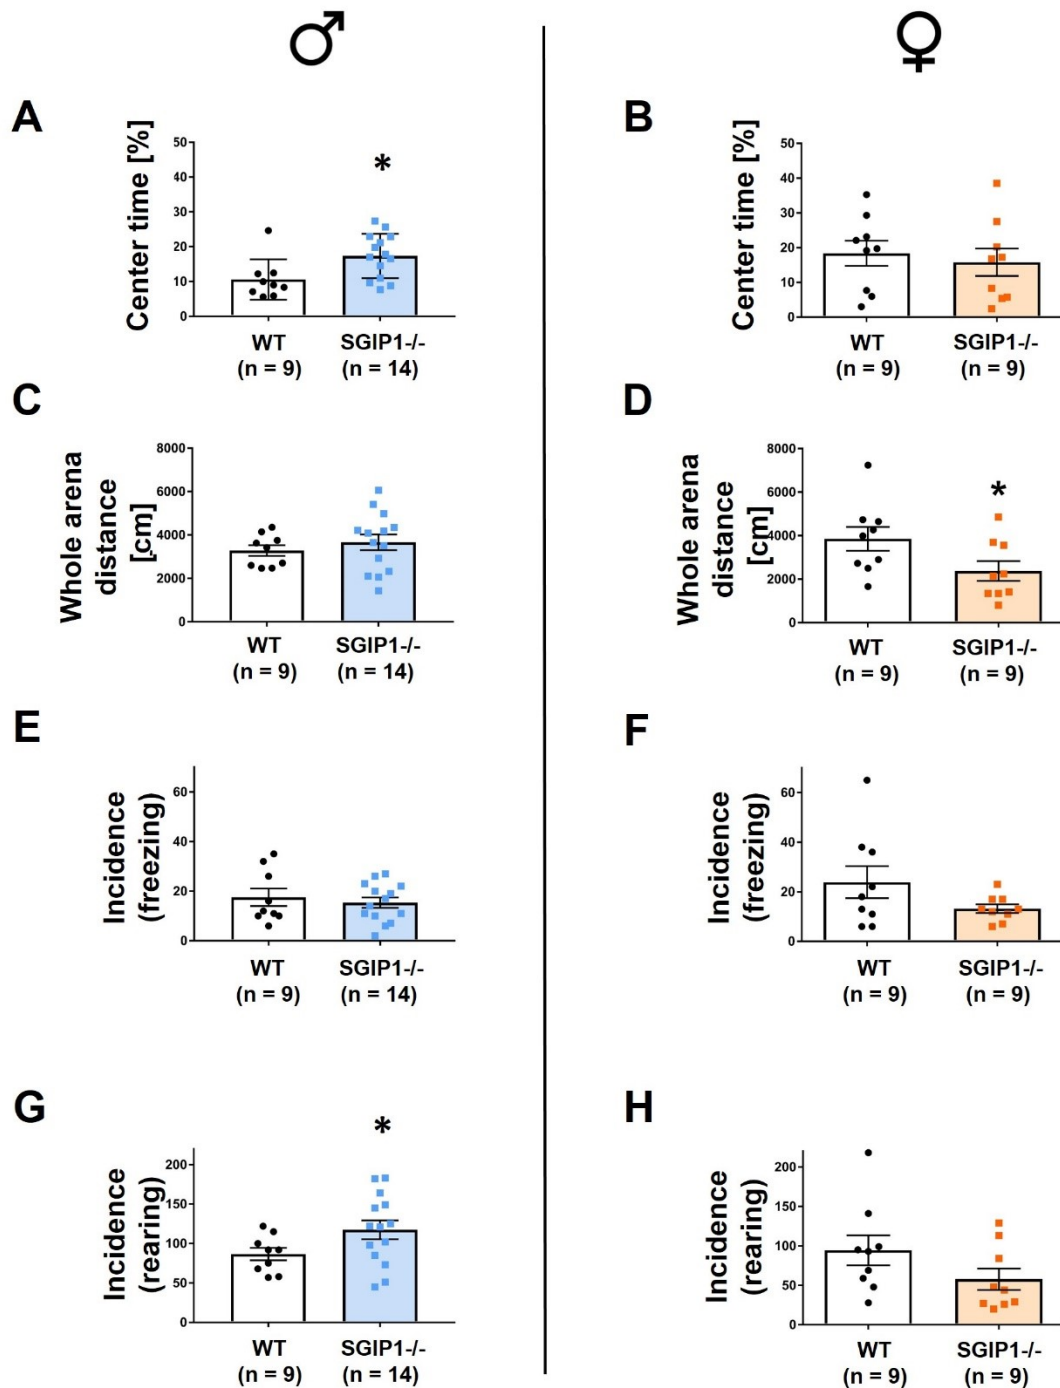 ♂ ♀
A
Center time [%]
50
40
30
20
10
0
*
WT SGIP1-/-
(n = 9) (n = 14)
B
Center time [%]
50
40
30
20
10
0
WT SGIP1-/-
(n = 9) (n = 9)
C
Whole arena
distance
[cm]
8000
6000
4000
2000
0
WT SGIP1-/-
(n = 9) (n = 14)
D
Whole arena
distance
[cm]
8000
6000
4000
2000
0
*
WT SGIP1-/-
(n = 9) (n = 9)
E
Incidence
(freezing)
60
40
20
0
WT SGIP1-/-
(n = 9) (n = 14)
F
Incidence
(freezing)
60
40
20
0
WT SGIP1-/-
(n = 9) (n = 9)
G
Incidence
(rearing)
200
150
100
50
0
*
WT SGIP1-/-
(n = 9) (n = 14)
H
Incidence
(rearing)
200
150
100
50
0
WT SGIP1-/-
(n = 9) (n = 9)